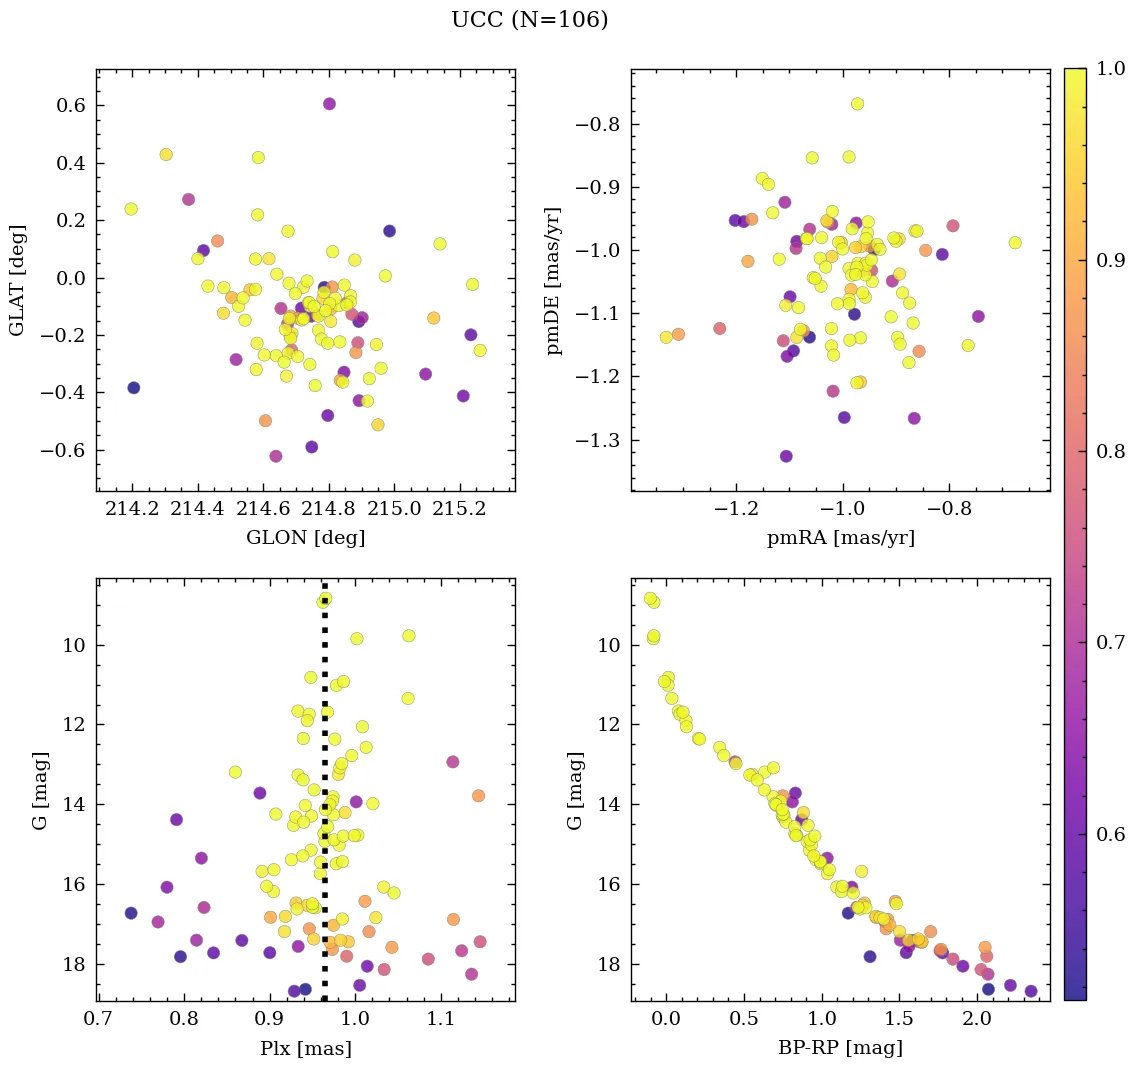 UCC (N=106)
0.6
0.4
0.2
0.0
−0.2
−0.4
−0.6
GLAT [deg]
214.2 214.4 214.6 214.8 215.0 215.2
GLON [deg]
−0.8
−0.9
−1.0
−1.1
−1.2
−1.3
pmDE [mas/yr]
−1.2 −1.0 −0.8
pmRA [mas/yr]
10
12
14
16
18
G [mag]
0.7 0.8 0.9 1.0 1.1
Plx [mas]
10
12
14
16
18
G [mag]
0.0 0.5 1.0 1.5 2.0
BP-RP [mag]
1.0
0.9
0.8
0.7
0.6